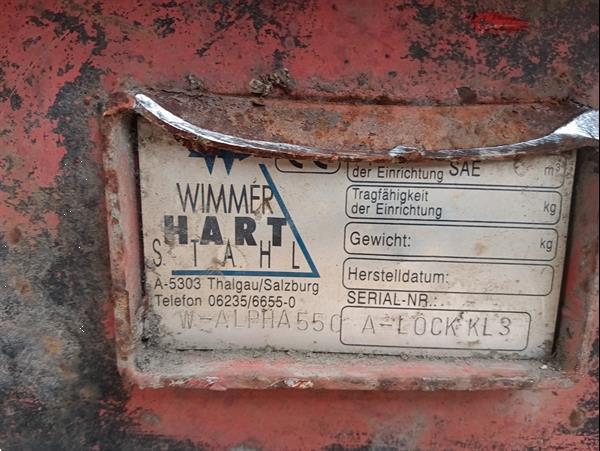 der Einrichtung SAE m³
Tragfähigkeit
der Einrichtung kg
Gewicht: kg
Herstelldatum:
SERIAL-NR.:
WIMMER
HART
STAHL
A-5303 Thalgau/Salzburg
Telefon 06235/6655-0
W-ALPHA550 A-LOCK KL3